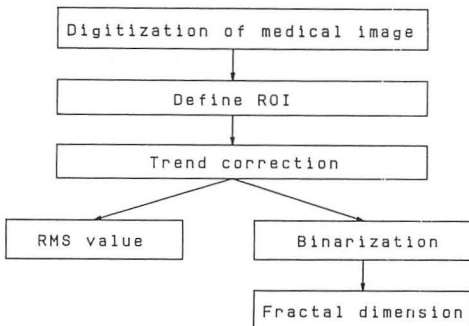 Digitization of medical image
Define ROI
Trend correction
RMS value
Binarization
Fractal dimension